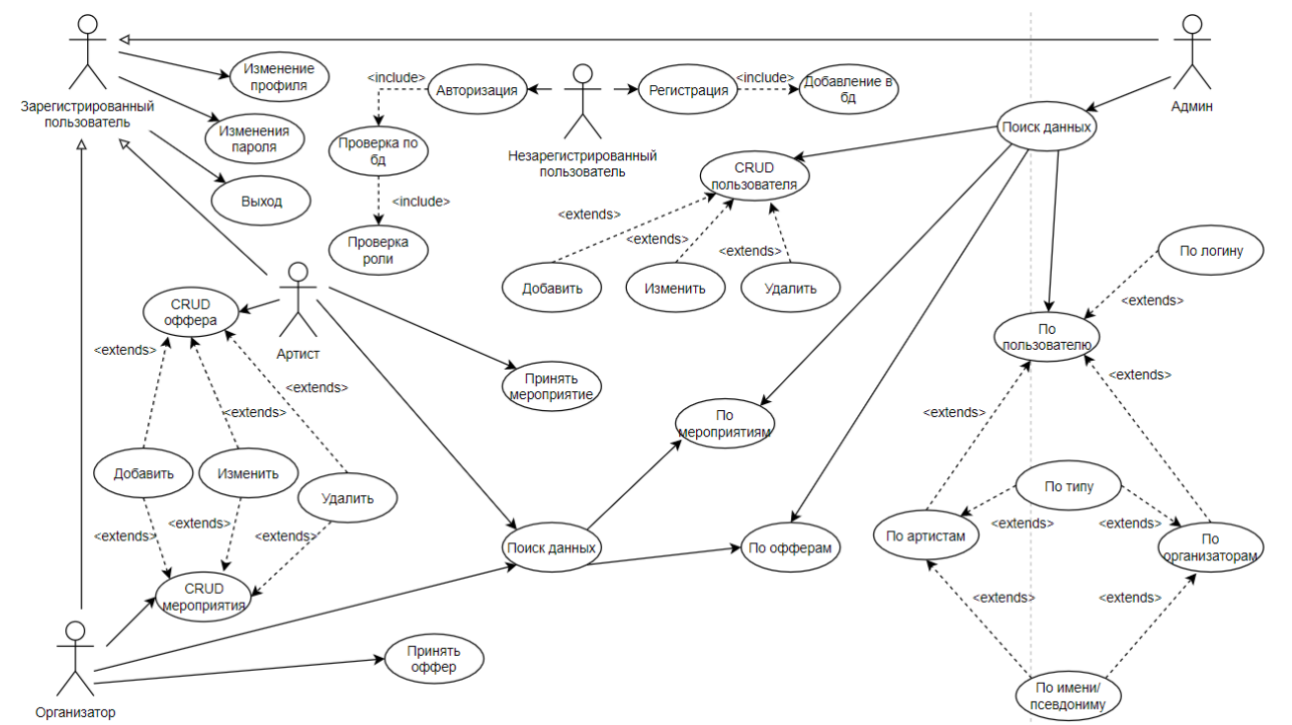 Зарегистрированный
пользователь
Изменение
профиля
Изменения
пароля
Выход
<include>
Авторизация
Проверка по
бд
<include>
Проверка
роли
Незарегистрированный
пользователь
Регистрация
<include>
Добавление в
бд
Админ
Поиск данных
CRUD
пользователя
<extends>
<extends>
<extends>
Добавить
Изменить
Удалить
По логину
<extends>
По
пользователю
<extends>
<extends>
CRUD
оффера
Артист
<extends>
<extends>
<extends>
Принять
мероприятие
По
мероприятиям
Добавить
Изменить
Удалить
<extends>
<extends>
<extends>
Поиск данных
По офферам
По типу
По артистам
<extends>
<extends>
По
организаторам
CRUD
мероприятия
<extends>
<extends>
Принять
оффер
Организатор
По имени/
псевдониму